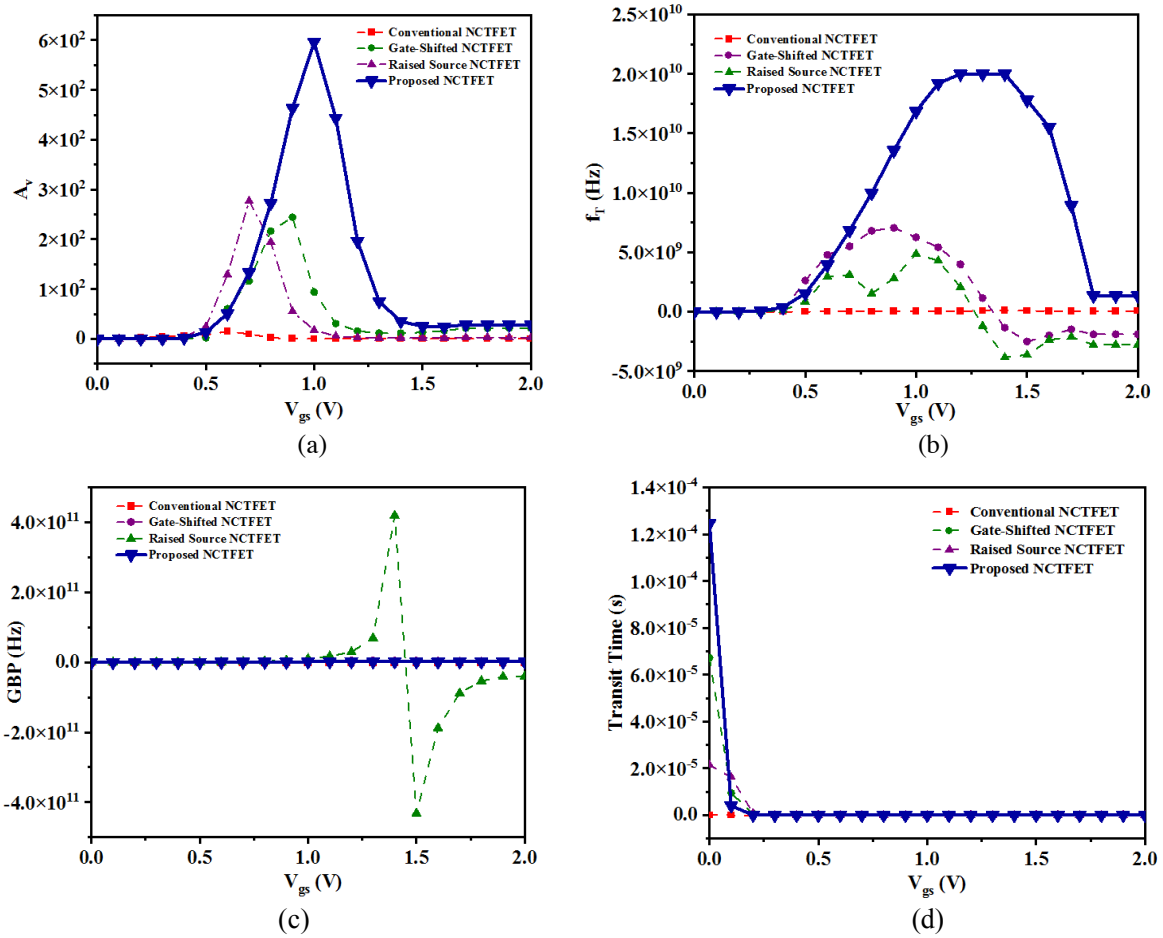 Conventional NCTFET
Gate-Shifted NCTFET
Raised Source NCTFET
Proposed NCTFET
6×10²
5×10²
4×10²
3×10²
2×10²
1×10²
0
A_V
0.0 0.5 1.0 1.5 2.0
V_gs (V)
(a)
Conventional NCTFET
Gate-Shifted NCTFET
Raised Source NCTFET
Proposed NCTFET
2.5×10¹⁰
2.0×10¹⁰
1.5×10¹⁰
1.0×10¹⁰
5.0×10⁹
0.0
-5.0×10⁹
f_T (Hz)
0.0 0.5 1.0 1.5 2.0
V_gs (V)
(b)
Conventional NCTFET
Gate-Shifted NCTFET
Raised Source NCTFET
Proposed NCTFET
4.0×10¹¹
2.0×10¹¹
0.0
-2.0×10¹¹
-4.0×10¹¹
GBP (Hz)
0.0 0.5 1.0 1.5 2.0
V_gs (V)
(c)
Conventional NCTFET
Gate-Shifted NCTFET
Raised Source NCTFET
Proposed NCTFET
1.4×10⁻⁴
1.2×10⁻⁴
1.0×10⁻⁴
8.0×10⁻⁵
6.0×10⁻⁵
4.0×10⁻⁵
2.0×10⁻⁵
0.0
Transit Time (s)
0.0 0.5 1.0 1.5 2.0
V_gs (V)
(d)